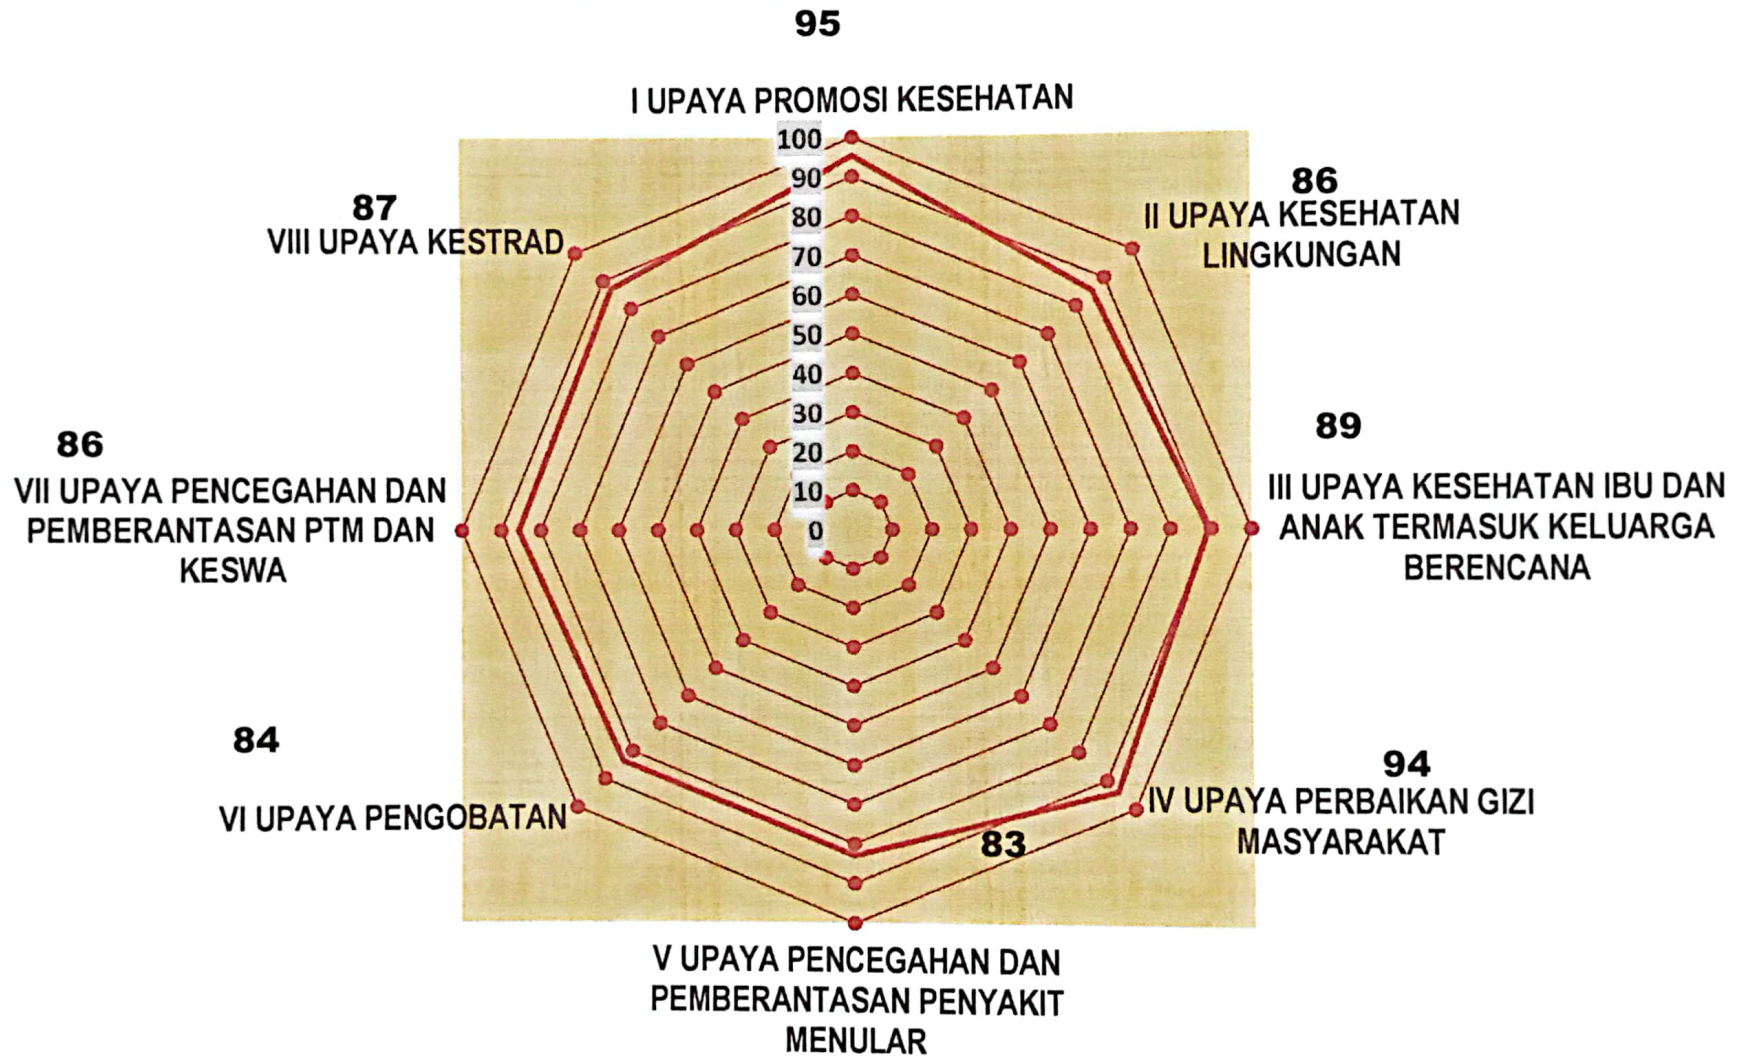 95
I UPAYA PROMOSI KESEHATAN
100
90
80
70
60
50
40
30
20
10
0
86
II UPAYA KESEHATAN
LINGKUNGAN
89
III UPAYA KESEHATAN IBU DAN
ANAK TERMASUK KELUARGA
BERENCANA
94
IV UPAYA PERBAIKAN GIZI
MASYARAKAT
83
V UPAYA PENCEGAHAN DAN
PEMBERANTASAN PENYAKIT
MENULAR
84
VI UPAYA PENGOBATAN
86
VII UPAYA PENCEGAHAN DAN
PEMBERANTASAN PTM DAN
KESWA
87
VIII UPAYA KESTRAD